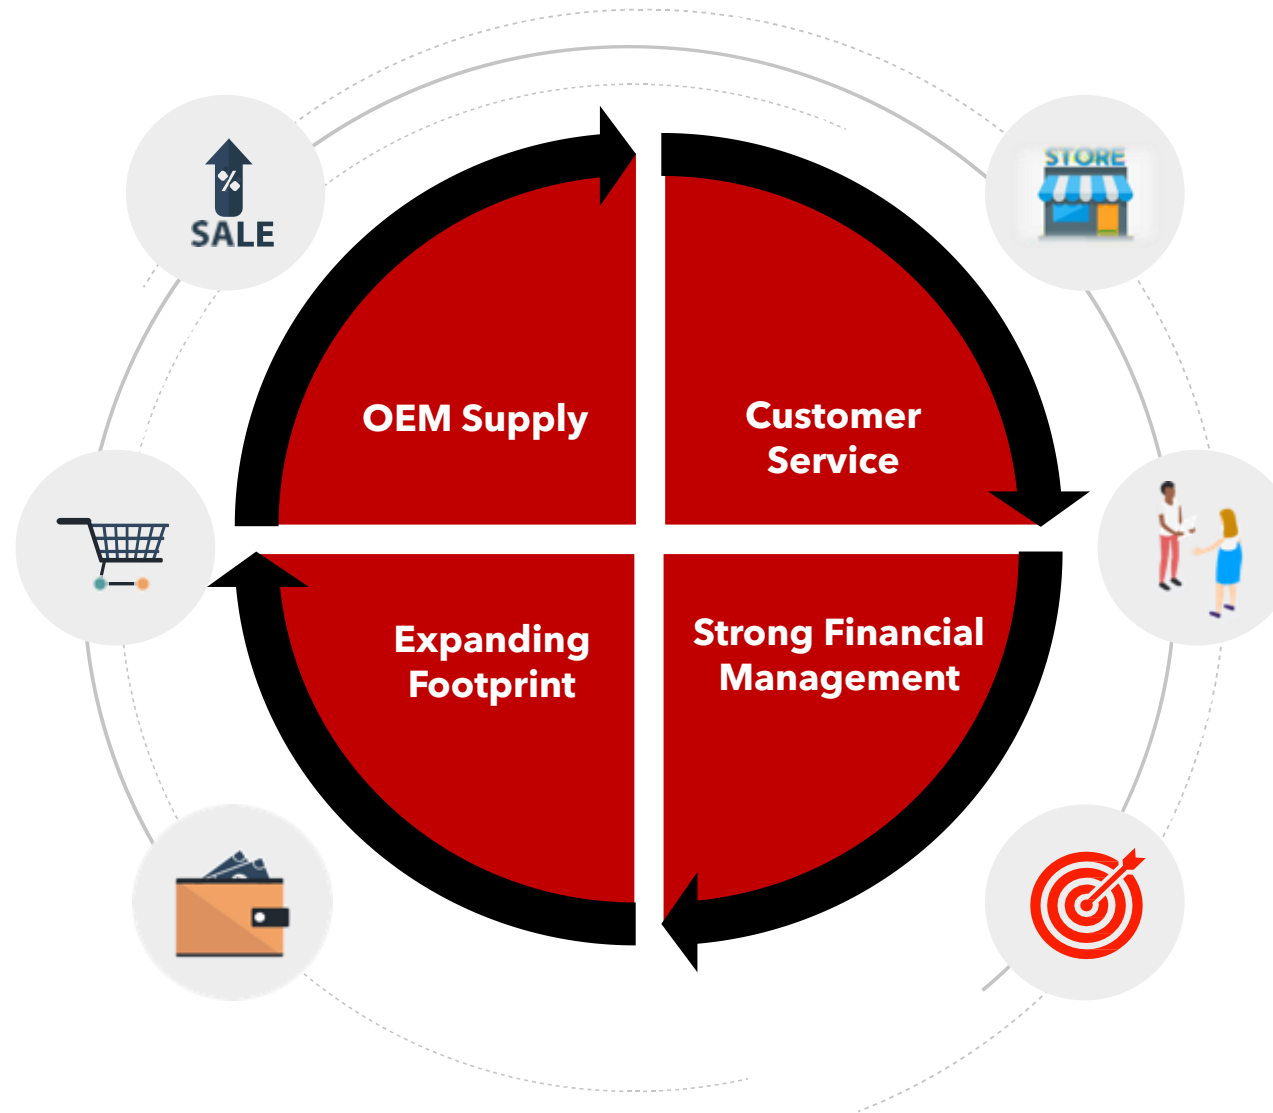 STORE
%
SALE
OEM Supply
Customer
Service
Expanding
Footprint
Strong Financial
Management